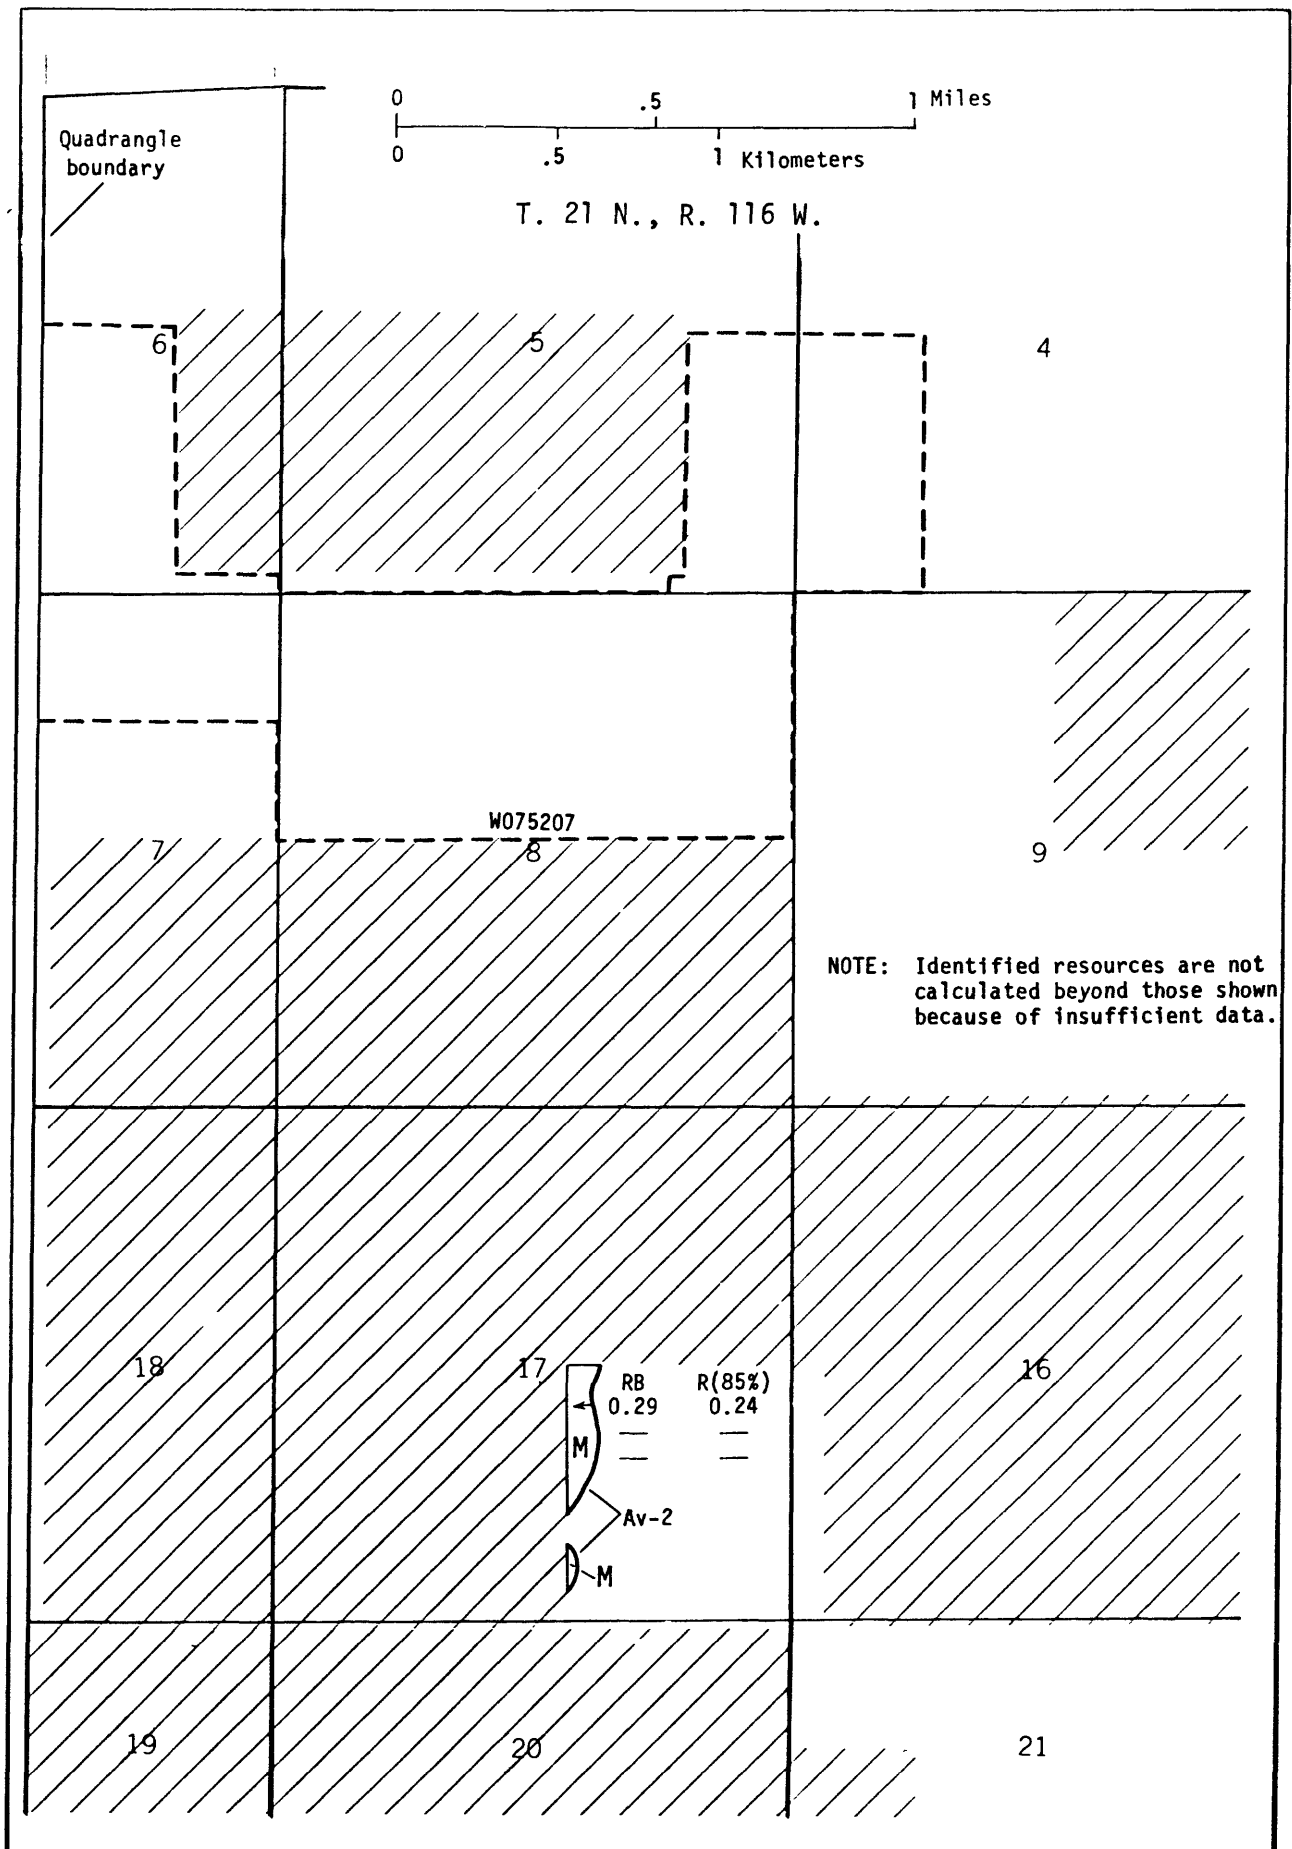 0 .5 1 Miles
0 .5 1 Kilometers
Quadrangle
boundary
T. 21 N., R. 116 W.
6 5 4
W075207
7 8 9
NOTE: Identified resources are not
calculated beyond those shown
because of insufficient data.
18 17 16
RB R(85%)
0.29 0.24
M — —
— —
Av-2
M
19 20 21